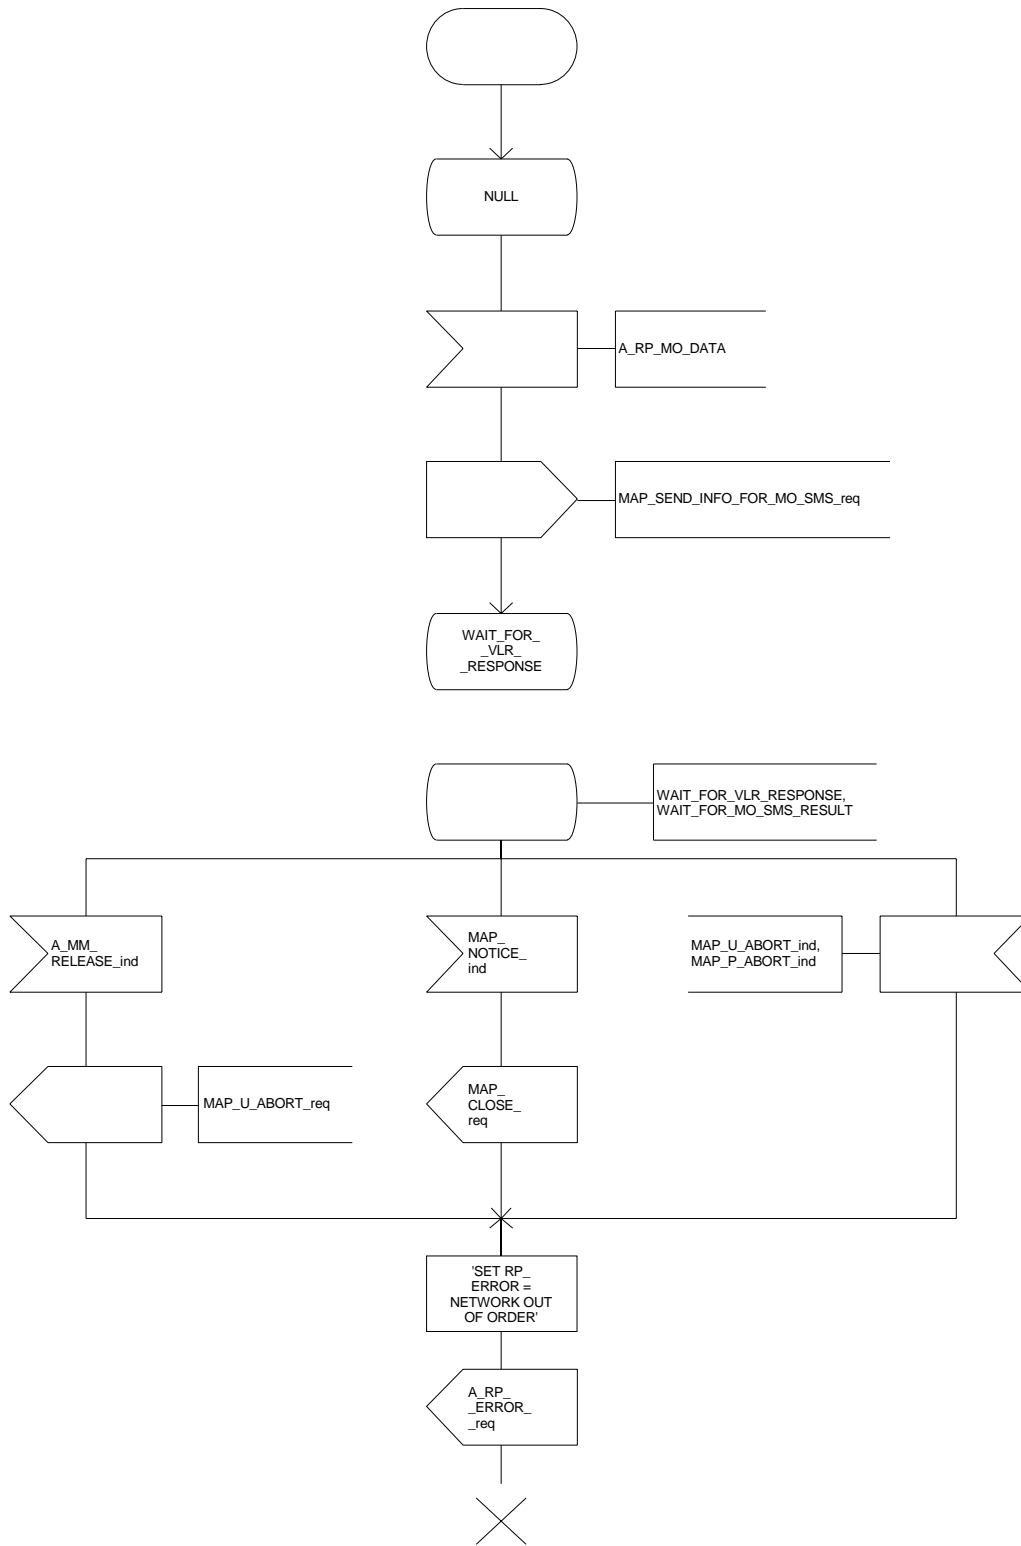 NULL
A_RP_MO_DATA
MAP_SEND_INFO_FOR_MO_SMS_req
WAIT_FOR_
_VLR_
_RESPONSE
WAIT_FOR_VLR_RESPONSE,
WAIT_FOR_MO_SMS_RESULT
A_MM_
RELEASE_ind
MAP_
NOTICE_
ind
MAP_U_ABORT_ind,
MAP_P_ABORT_ind
MAP_U_ABORT_req
MAP_
CLOSE_
req
'SET RP_
ERROR =
NETWORK OUT
OF ORDER'
A_RP_
_ERROR_
_req